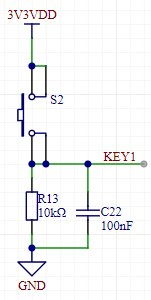 3V3VDD
S2
KEY1
R13
10kΩ
C22
100nF
GND